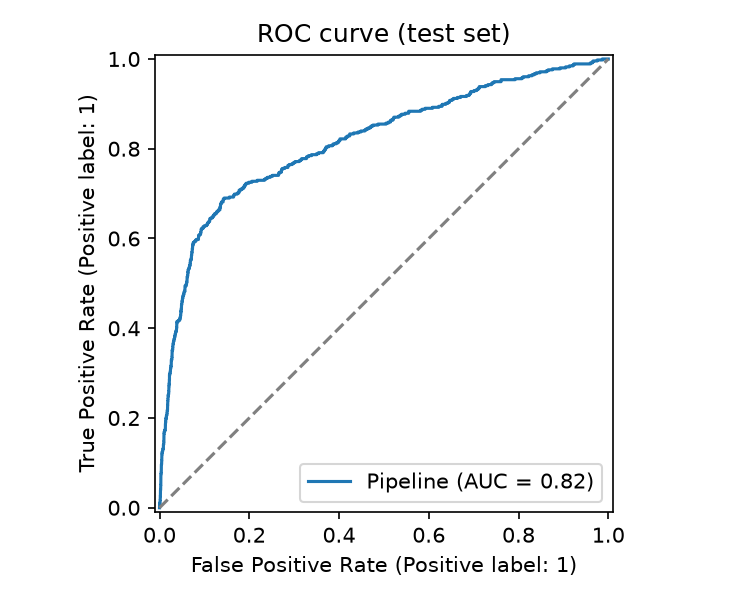 ROC curve (test set)
True Positive Rate (Positive label: 1)
1.0
0.8
0.6
0.4
0.2
0.0
Pipeline (AUC = 0.82)
0.0 0.2 0.4 0.6 0.8 1.0
False Positive Rate (Positive label: 1)